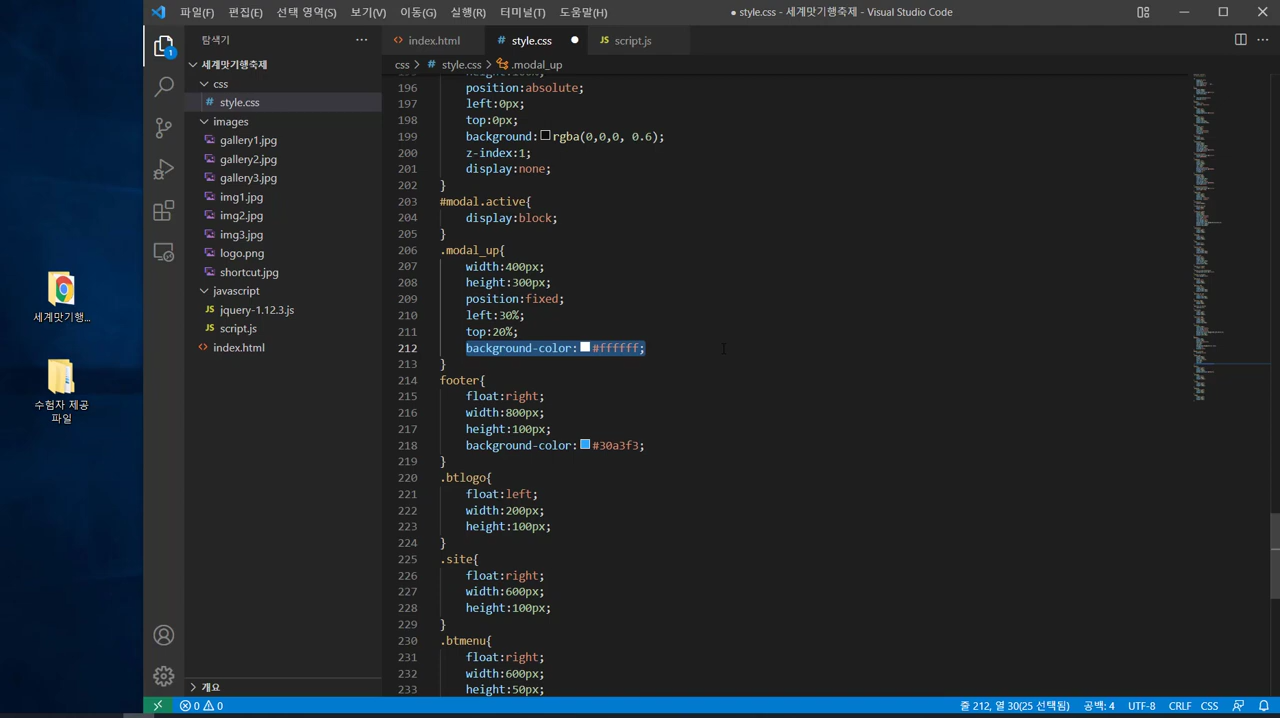 파일(F) 편집(E) 선택 영역(S) 보기(V) 이동(G) 실행(R) 터미널(T) 도움말(H)
● style.css - 세계맛기행축제 - Visual Studio Code
탐색기
세계맛기행축제
css
# style.css
images
gallery1.jpg
gallery2.jpg
gallery3.jpg
img1.jpg
img2.jpg
img3.jpg
logo.png
shortcut.jpg
javascript
JS jquery-1.12.3.js
JS script.js
<> index.html
개요
1
세계맛기...
수험자 제공
파일
<> index.html
# style.css ●
JS script.js
css > # style.css > .modal_up
196 position:absolute;
197 left:0px;
198 top:0px;
199 background:rgba(0,0,0, 0.6);
200 z-index:1;
201 display:none;
202 }
203 #modal.active{
204 display:block;
205 }
206 .modal_up{
207 width:400px;
208 height:300px;
209 position:fixed;
210 left:30%;
211 top:20%;
212 background-color:#ffffff;
213 }
214 footer{
215 float:right;
216 width:800px;
217 height:100px;
218 background-color:#30a3f3;
219 }
220 .btlogo{
221 float:left;
222 width:200px;
223 height:100px;
224 }
225 .site{
226 float:right;
227 width:600px;
228 height:100px;
229 }
230 .btmenu{
231 float:right;
232 width:600px;
233 height:50px;
0 0
줄 212, 열 30(25 선택됨) 공백: 4 UTF-8 CRLF CSS